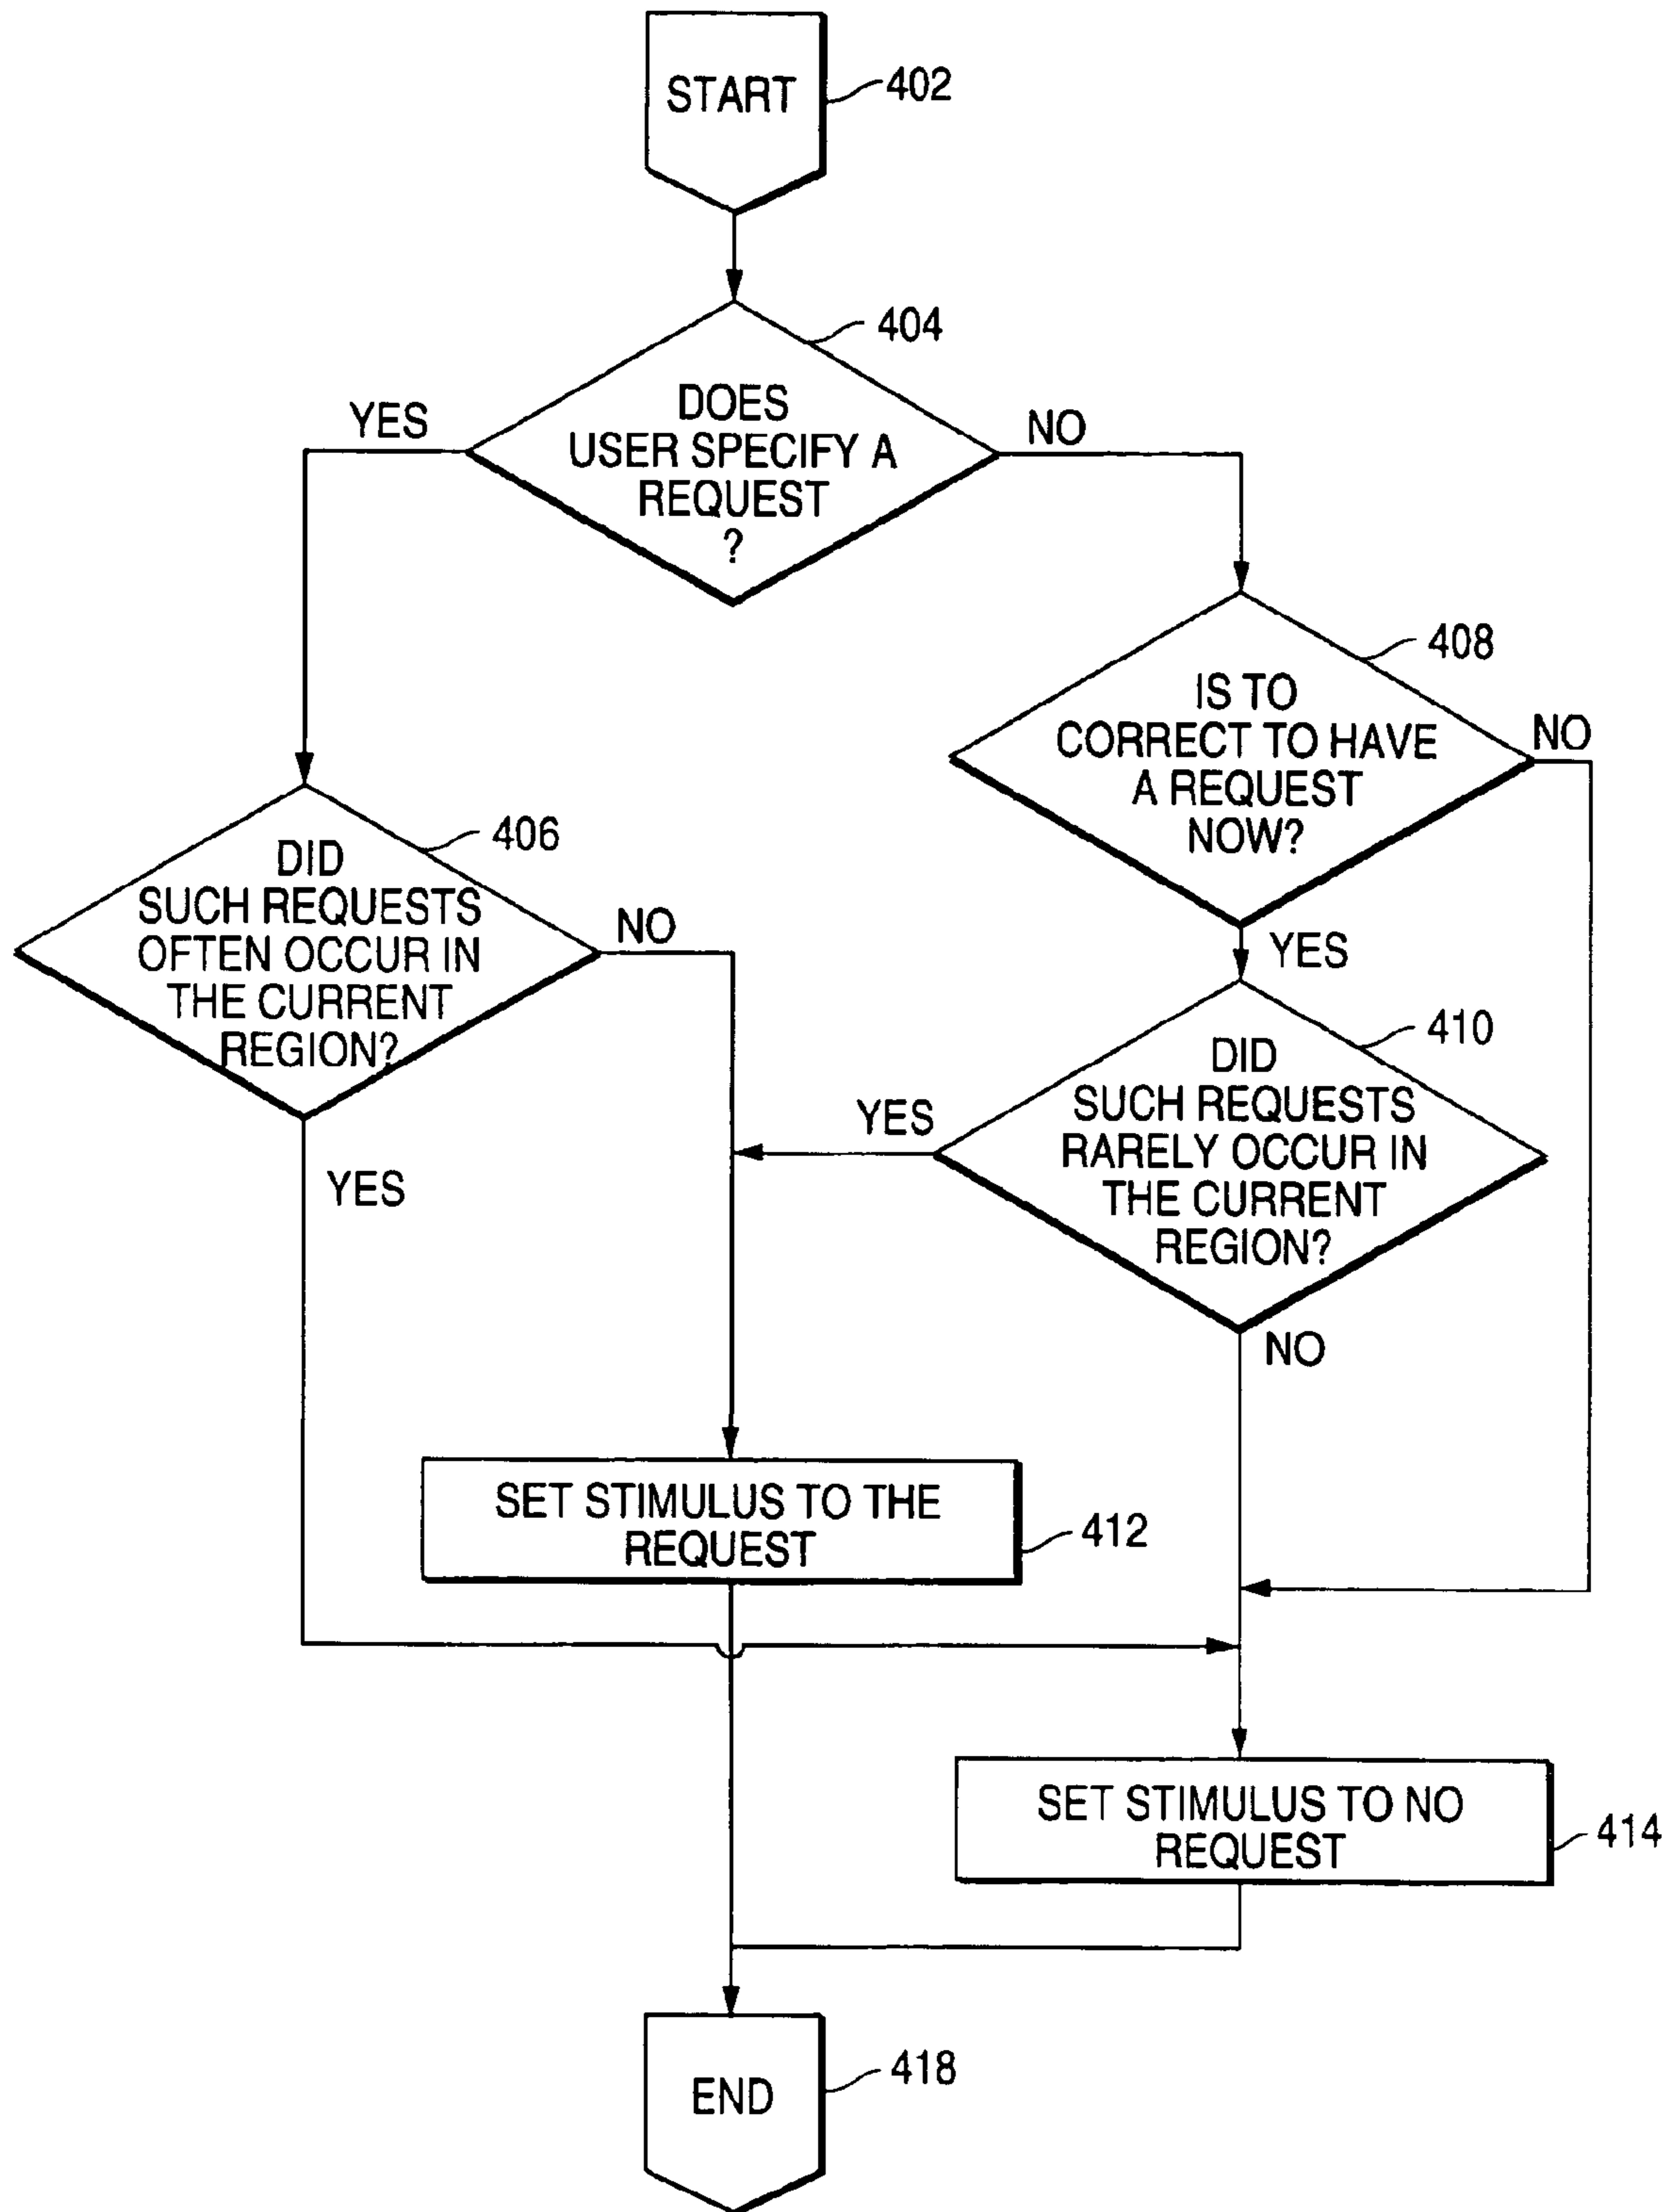 START
402
404
DOES
USER SPECIFY A
REQUEST
?
YES
NO
408
IS TO
CORRECT TO HAVE
A REQUEST
NOW?
NO
YES
406
DID
SUCH REQUESTS
OFTEN OCCUR IN
THE CURRENT
REGION?
NO
YES
410
DID
SUCH REQUESTS
RARELY OCCUR IN
THE CURRENT
REGION?
YES
NO
SET STIMULUS TO THE
REQUEST
412
SET STIMULUS TO NO
REQUEST
414
END
418